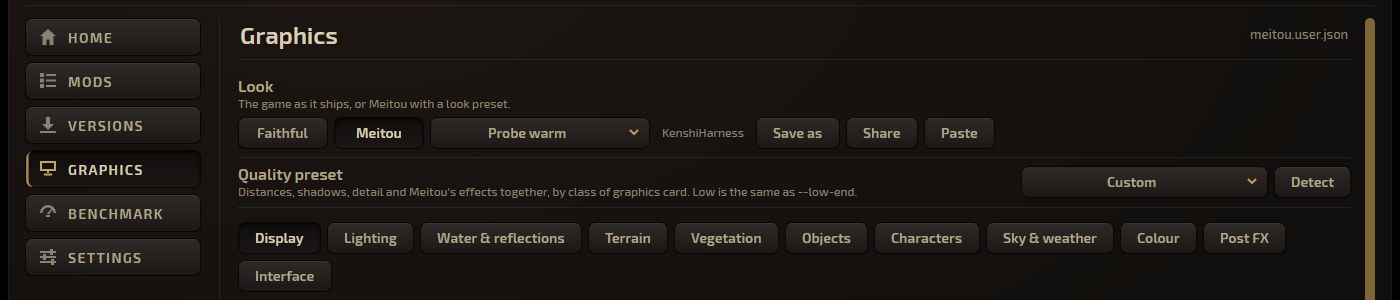 HOME
MODS
VERSIONS
GRAPHICS
BENCHMARK
SETTINGS
Graphics
meitou.user.json
Look
The game as it ships, or Meitou with a look preset.
Faithful Meitou Probe warm KenshiHarness Save as Share Paste
Quality preset
Distances, shadows, detail and Meitou's effects together, by class of graphics card. Low is the same as --low-end.
Custom Detect
Display Lighting Water & reflections Terrain Vegetation Objects Characters Sky & weather Colour Post FX
Interface